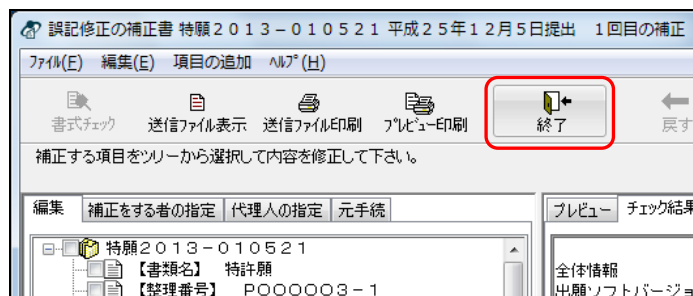 誤記修正の補正書 特願２０１３－０１０５２１ 平成２５年１２月５日提出 1回目の補正
ﾌｧｲﾙ(F) 編集(E) 項目の追加 ﾍﾙﾌﾟ(H)
書式ﾁｪｯｸ 送信ﾌｧｲﾙ表示 送信ﾌｧｲﾙ印刷 ﾌﾟﾚﾋﾞｭｰ印刷 終了 戻す
補正する項目をツリーから選択して内容を修正して下さい。
編集 補正をする者の指定 代理人の指定 元手続 プレビュー チェック結果
特願２０１３－０１０５２１
【書類名】 特許願
【整理番号】 Ｐ０００００３－１
全体情報
出願ソフトバージョ